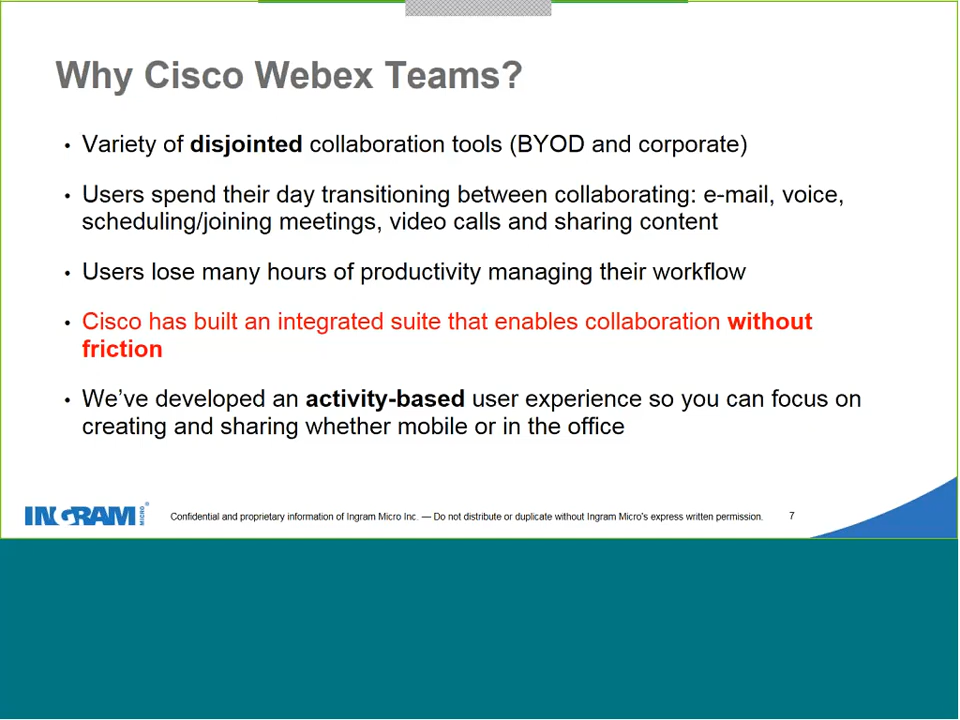 Why Cisco Webex Teams?
• Variety of disjointed collaboration tools (BYOD and corporate)
• Users spend their day transitioning between collaborating: e-mail, voice,
scheduling/joining meetings, video calls and sharing content
• Users lose many hours of productivity managing their workflow
• Cisco has built an integrated suite that enables collaboration without
friction
• We’ve developed an activity-based user experience so you can focus on
creating and sharing whether mobile or in the office
INGRAM MICRO®
Confidential and proprietary information of Ingram Micro Inc. — Do not distribute or duplicate without Ingram Micro's express written permission.
7